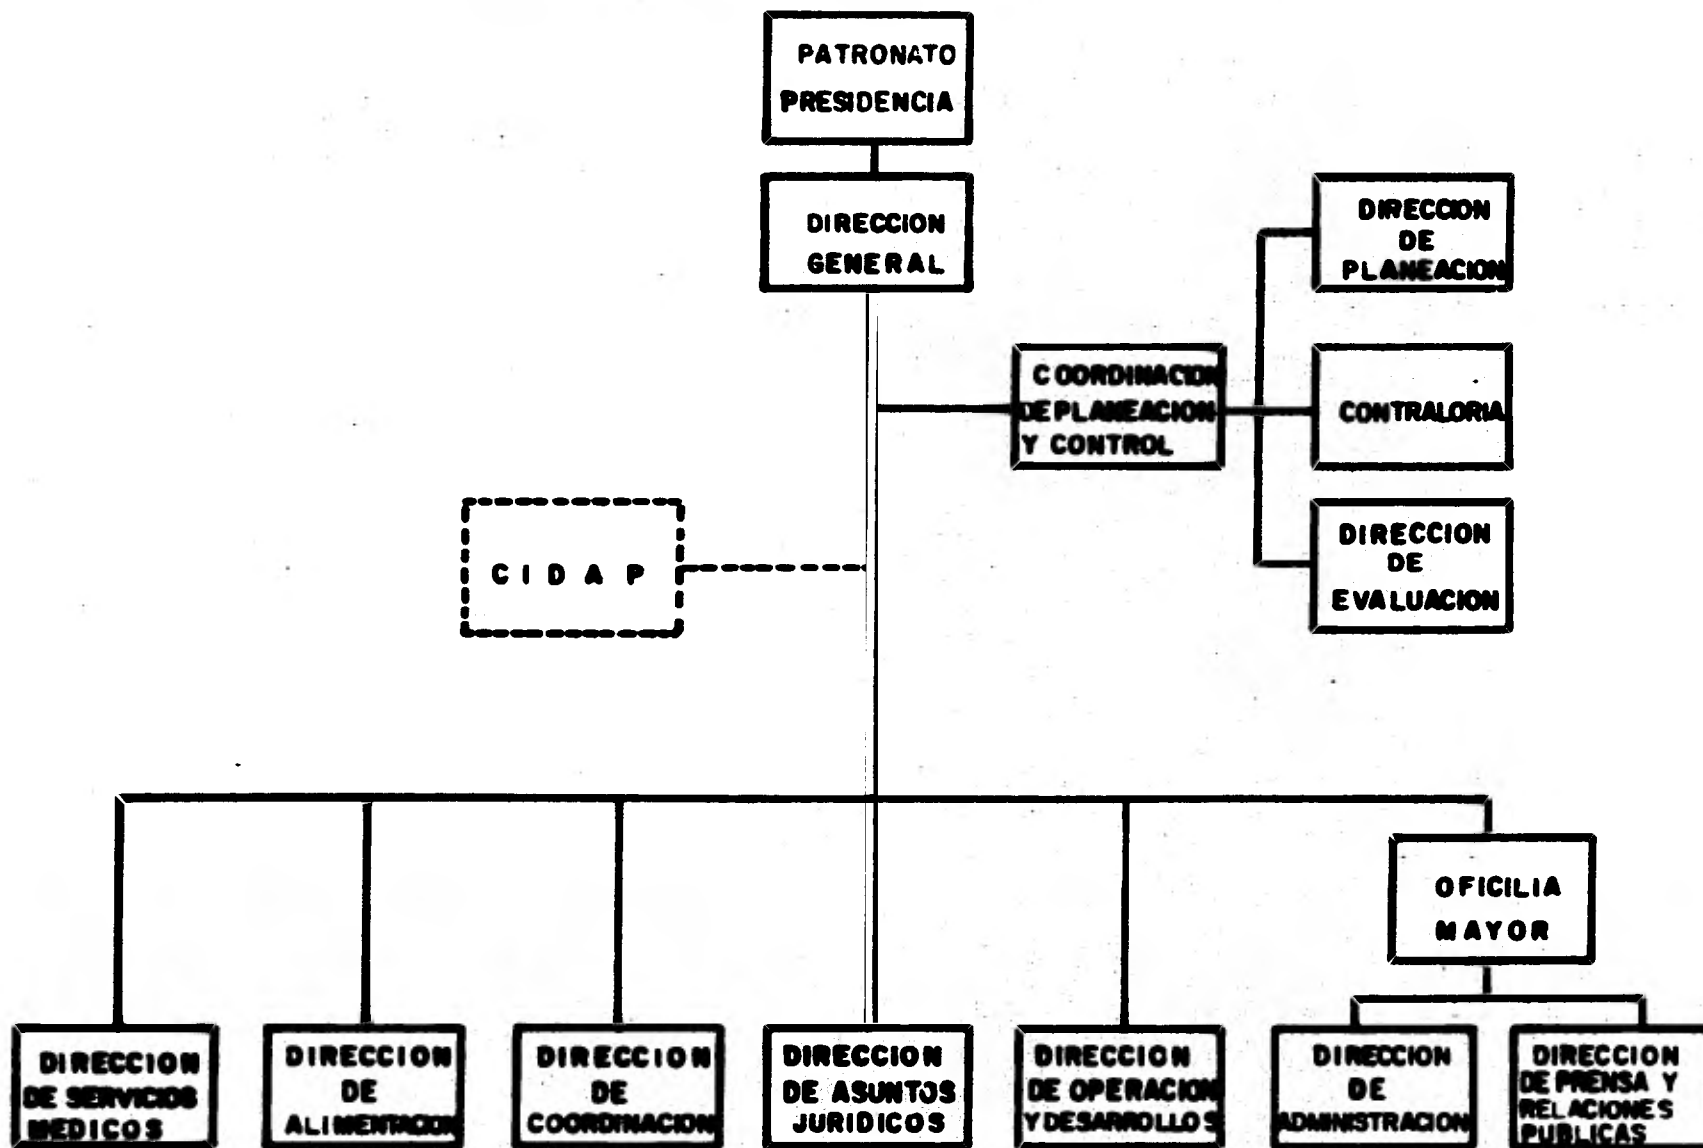 PATRONATO
PRESIDENCIA
DIRECCION
GENERAL
DIRECCION
DE
PLANEACION
COORDINACION
DE PLANEACION
Y CONTROL
CONTRALORIA
CIDAP
DIRECCION
DE
EVALUACION
OFICILIA
MAYOR
DIRECCION
DE SERVICIOS
MEDICOS
DIRECCION
DE
ALIMENTACION
DIRECCION
DE
COORDINACION
DIRECCION
DE ASUNTOS
JURIDICOS
DIRECCION
DE OPERACION
Y DESARROLLOS
DIRECCION
DE
ADMINISTRACION
DIRECCION
DE PRENSA Y
RELACIONES
PUBLICAS